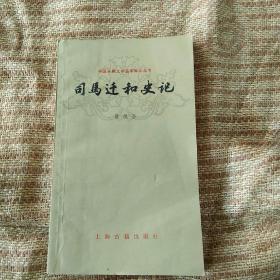 中国古典文学基本知识丛书
司馬迁和史记
上海古籍出版社